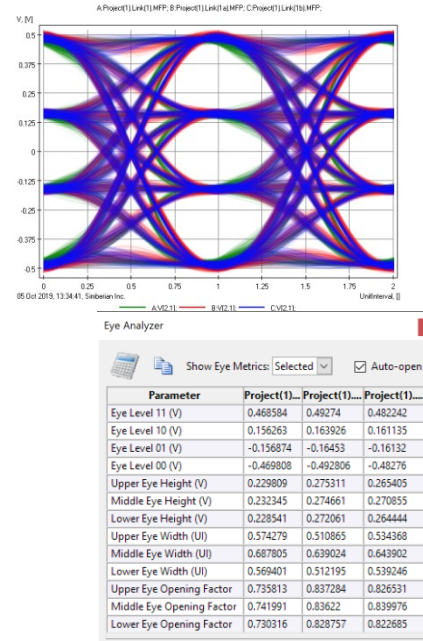 A:Project(1).Link(1).MFP; B:Project(1).Link(1a).MFP; C:Project(1).Link(1b).MFP;
V, [V]
0.5
0.375
0.25
0.125
0
-0.125
-0.25
-0.375
-0.5
0 0.25 0.5 0.75 1 1.25 1.5 1.75 2
05 Oct 2019, 13:34:41, Simberian Inc. UnitInterval, []
A:V[2,1]; B:V[2,1]; C:V[2,1];
Eye Analyzer
Show Eye Metrics: Selected Auto-open
Parameter Project(1)... Project(1).... Project(1)....
Eye Level 11 (V) 0.468584 0.49274 0.482242
Eye Level 10 (V) 0.156263 0.163926 0.161135
Eye Level 01 (V) -0.156874 -0.16453 -0.16132
Eye Level 00 (V) -0.469808 -0.492806 -0.48276
Upper Eye Height (V) 0.229809 0.275311 0.265405
Middle Eye Height (V) 0.232345 0.274661 0.270855
Lower Eye Height (V) 0.228541 0.272061 0.264444
Upper Eye Width (UI) 0.574279 0.510865 0.534368
Middle Eye Width (UI) 0.687805 0.639024 0.643902
Lower Eye Width (UI) 0.569401 0.512195 0.539246
Upper Eye Opening Factor 0.735813 0.837284 0.826531
Middle Eye Opening Factor 0.741991 0.83622 0.839976
Lower Eye Opening Factor 0.730316 0.828757 0.822685